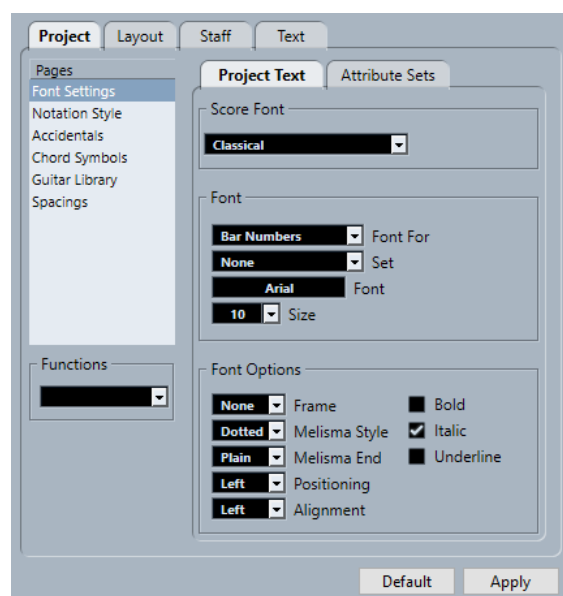 Project Layout Staff Text
Pages
Font Settings
Notation Style
Accidentals
Chord Symbols
Guitar Library
Spacings
Functions
Project Text Attribute Sets
Score Font
Classical
Font
Bar Numbers Font For
None Set
Arial Font
10 Size
Font Options
None Frame Bold
Dotted Melisma Style Italic
Plain Melisma End Underline
Left Positioning
Left Alignment
Default Apply